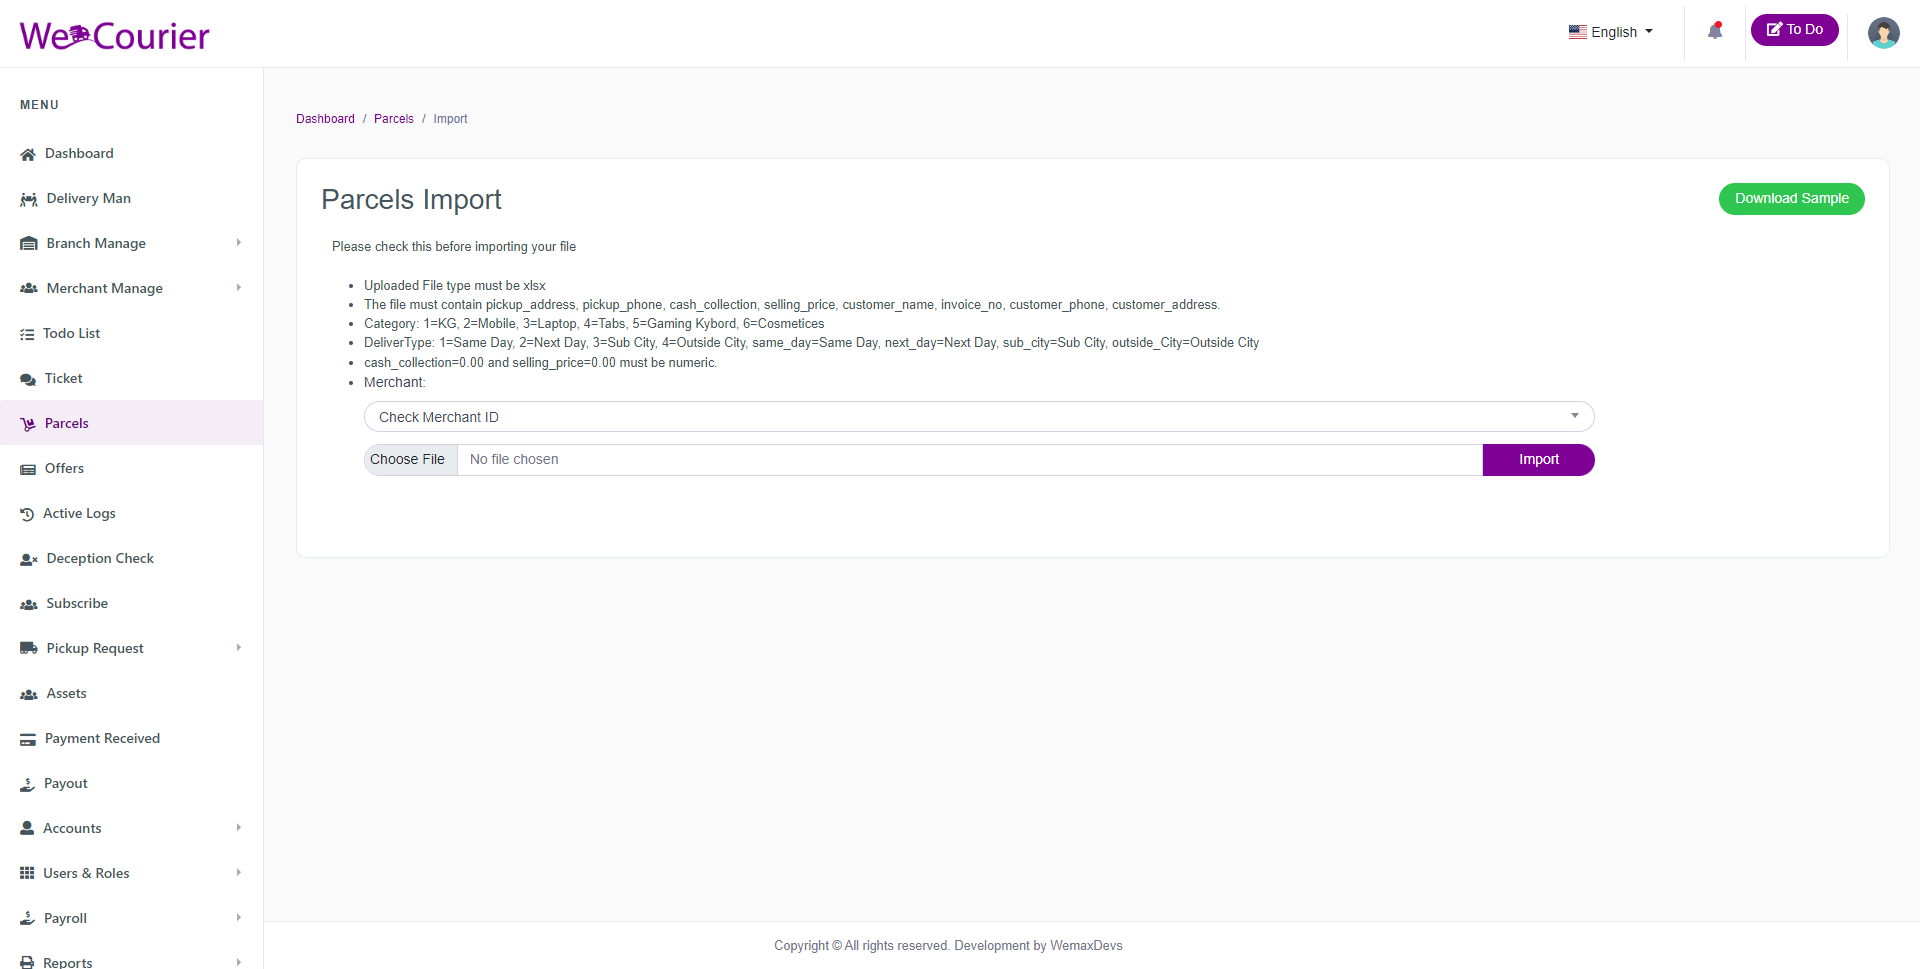 We Courier
English
To Do
MENU
Dashboard
Delivery Man
Branch Manage
Merchant Manage
Todo List
Ticket
Parcels
Offers
Active Logs
Deception Check
Subscribe
Pickup Request
Assets
Payment Received
Payout
Accounts
Users & Roles
Payroll
Reports
Dashboard / Parcels / Import
Parcels Import
Download Sample
Please check this before importing your file
• Uploaded File type must be xlsx
• The file must contain pickup_address, pickup_phone, cash_collection, selling_price, customer_name, invoice_no, customer_phone, customer_address.
• Category: 1=KG, 2=Mobile, 3=Laptop, 4=Tabs, 5=Gaming Kybord, 6=Cosmetices
• DeliverType: 1=Same Day, 2=Next Day, 3=Sub City, 4=Outside City, same_day=Same Day, next_day=Next Day, sub_city=Sub City, outside_City=Outside City
• cash_collection=0.00 and selling_price=0.00 must be numeric.
• Merchant:
Check Merchant ID
Choose File No file chosen Import
Copyright © All rights reserved. Development by WemaxDevs